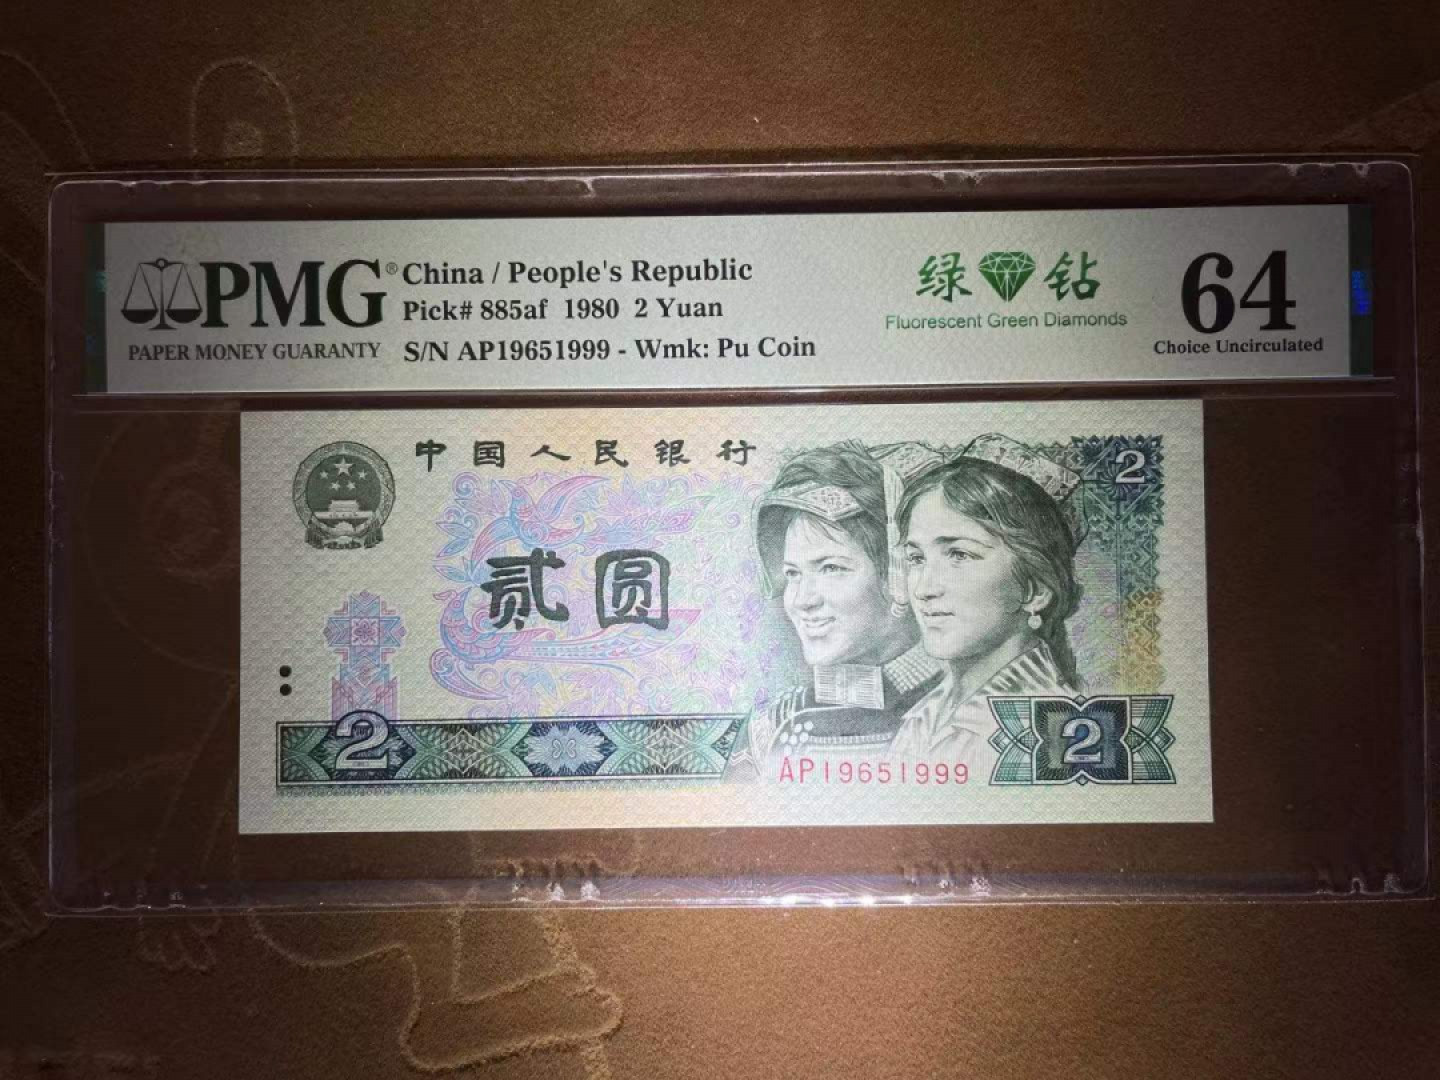 PMG® China / People's Republic
Pick# 885af 1980 2 Yuan
PAPER MONEY GUARANTY S/N AP19651999 - Wmk: Pu Coin
绿 钻
Fluorescent Green Diamonds
64
Choice Uncirculated
中国人民银行
2
贰圆
2
2
AP19651999